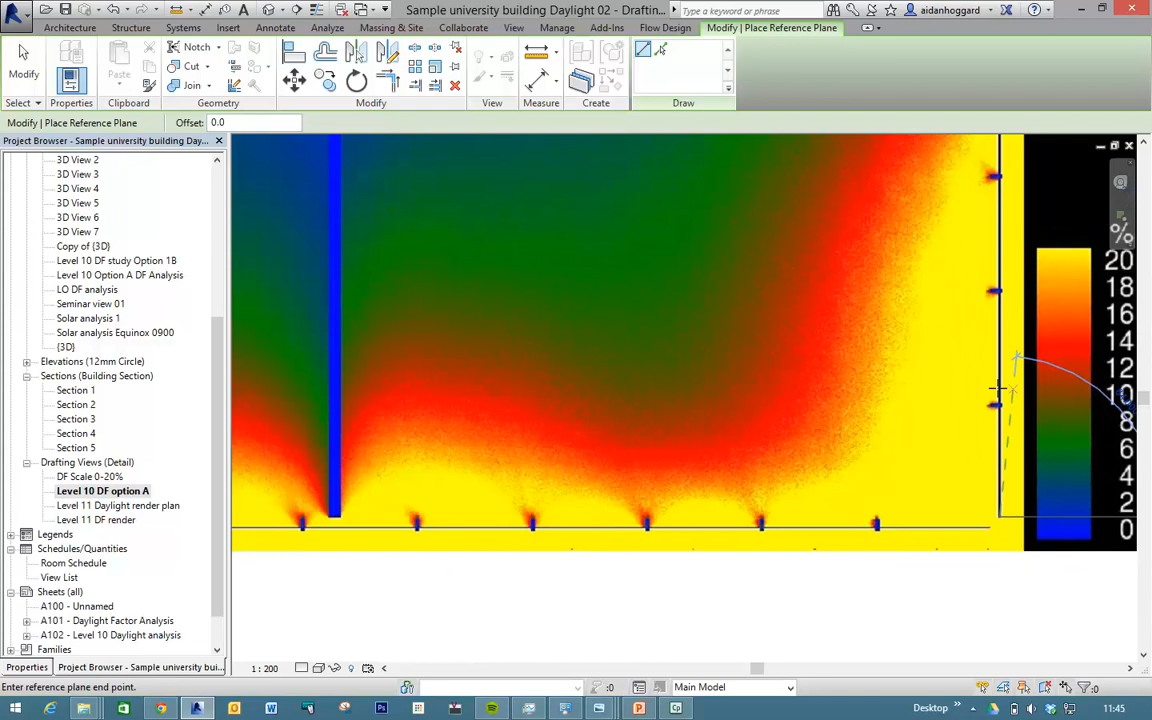 Sample university building Daylight 02 - Draftin...
Type a keyword or phrase
aidanhoggard
Architecture Structure Systems Insert Annotate Analyze Massing & Site Collaborate View Manage Add-Ins Flow Design Modify | Place Reference Plane
Modify Paste Notch Cut Join
Select Properties Clipboard Geometry Modify View Measure Create Draw
Modify | Place Reference Plane Offset: 0.0
Project Browser - Sample university building Day...
3D View 2
3D View 3
3D View 4
3D View 5
3D View 6
3D View 7
Copy of {3D}
Level 10 DF study Option 1B
Level 10 Option A DF Analysis
LO DF analysis
Seminar view 01
Solar analysis 1
Solar analysis Equinox 0900
{3D}
Elevations (12mm Circle)
Sections (Building Section)
Section 1
Section 2
Section 3
Section 4
Section 5
Drafting Views (Detail)
DF Scale 0-20%
Level 10 DF option A
Level 11 Daylight render plan
Level 11 DF render
Legends
Schedules/Quantities
Room Schedule
View List
Sheets (all)
A100 - Unnamed
A101 - Daylight Factor Analysis
A102 - Level 10 Daylight analysis
Families
%
20
18
16
14
12
10
8
6
4
2
0
Properties Project Browser - Sample university bui...
1 : 200
Enter reference plane end point.
:0 Main Model :0
Desktop 11:45